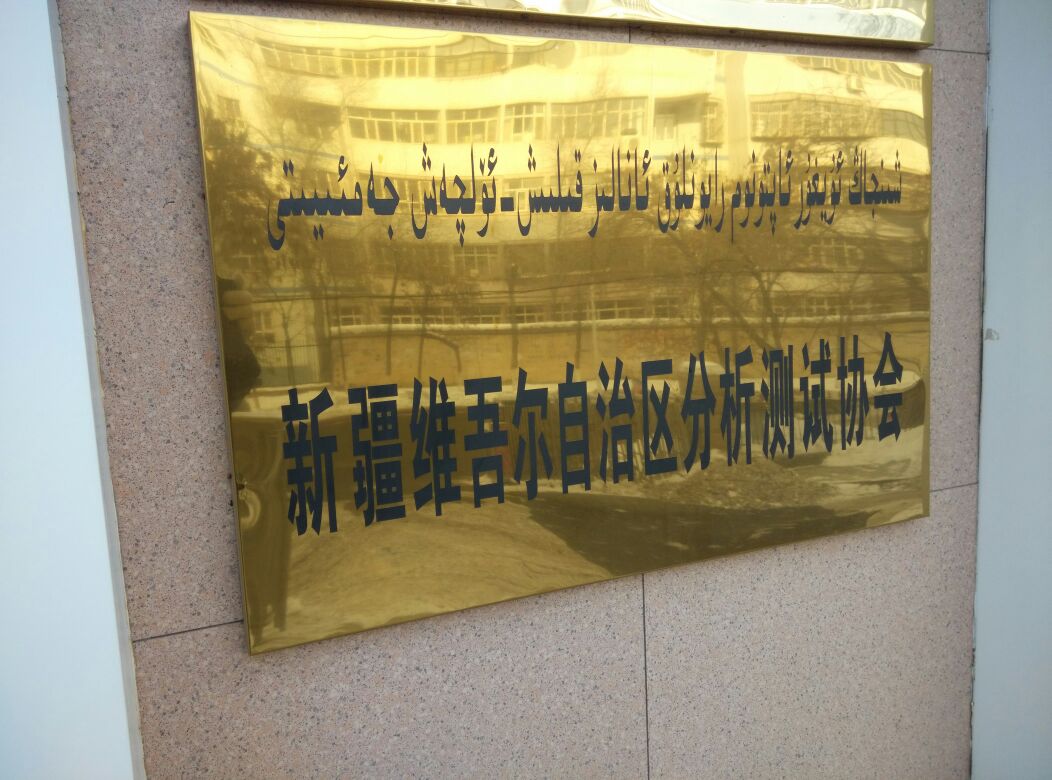 شىنجاڭ ئۇيغۇر ئاپتونوم رايونلۇق ئانالىز قىلىش-ئۆلچەش جەمئىيىتى
新疆维吾尔自治区分析测试协会